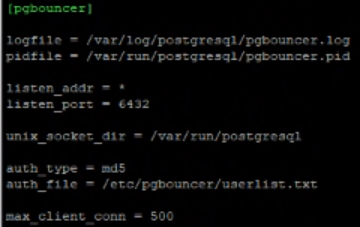 [pgbouncer]
logfile = /var/log/postgresql/pgbouncer.log
pidfile = /var/run/postgresql/pgbouncer.pid
listen_addr = *
listen_port = 6432
unix_socket_dir = /var/run/postgresql
auth_type = md5
auth_file = /etc/pgbouncer/userlist.txt
max_client_conn = 500